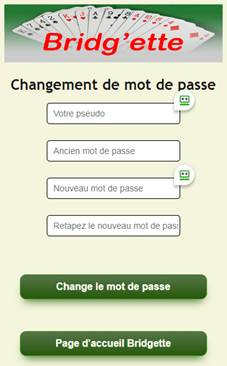 Bridg'ette
Changement de mot de passe
Votre pseudo
Ancien mot de passe
Nouveau mot de passe
Retapez le nouveau mot de pas
Change le mot de passe
Page d'accueil Bridgette